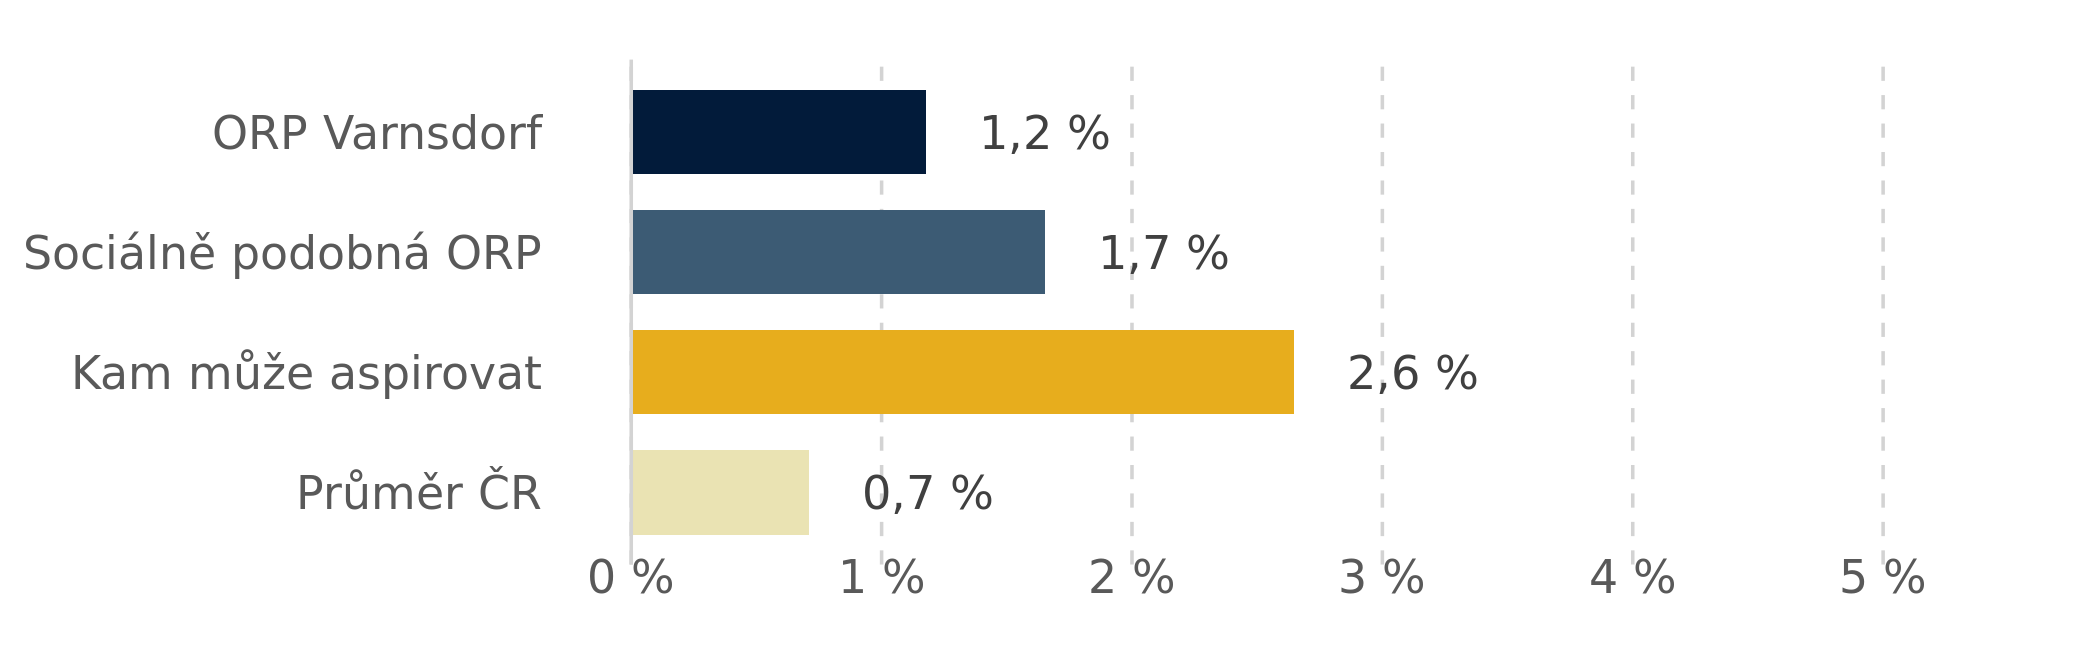 ORP Varnsdorf 1,2 %
Sociálně podobná ORP 1,7 %
Kam může aspirovat 2,6 %
Průměr ČR 0,7 %
0 % 1 % 2 % 3 % 4 % 5 %